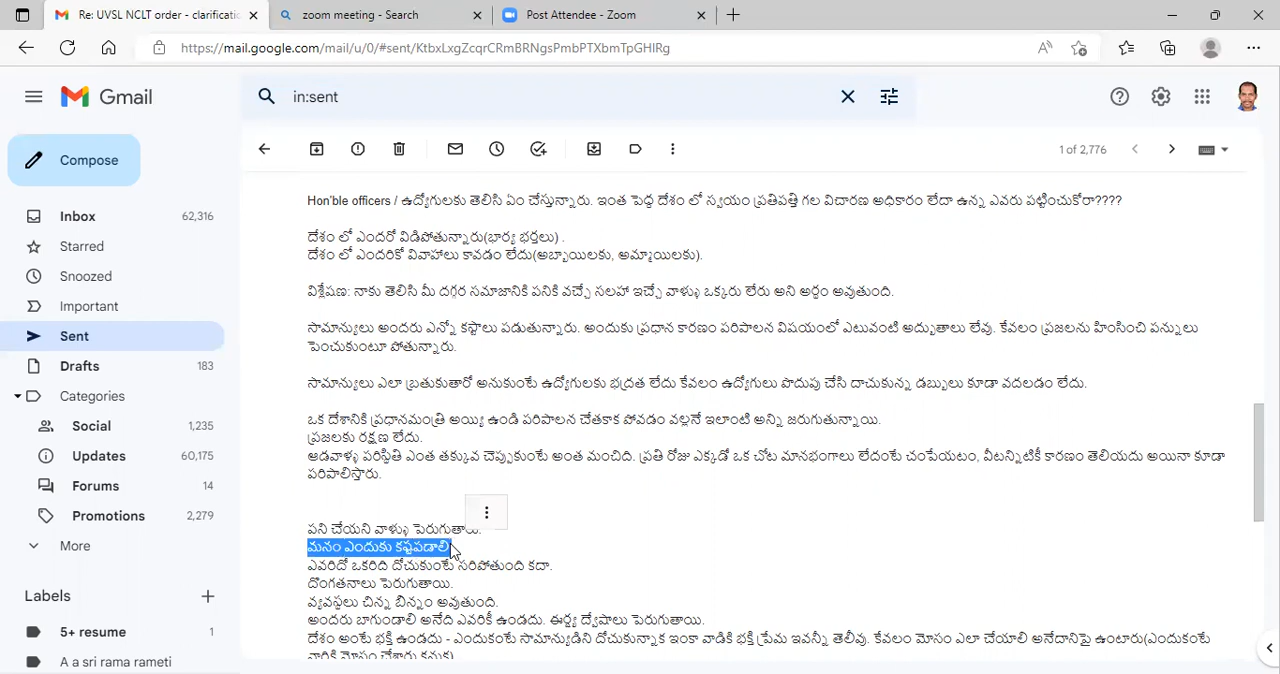 Re: UVSL NCLT order - clarificati
zoom meeting - Search
Post Attendee - Zoom
https://mail.google.com/mail/u/0/#sent/KtbxLxgZcqrCRmBRNgsPmbPTXbmTpGHlRg
Gmail
in:sent
Compose
1 of 2,776
Inbox 62,316
Starred
Snoozed
Important
Sent
Drafts 183
Categories
Social 1,235
Updates 60,175
Forums 14
Promotions 2,279
More
Labels
5+ resume 1
A a sri rama rameti
Hon'ble officers / ఉద్యోగులకు తెలిసి ఏం చేస్తున్నారు. ఇంత పెద్ద దేశం లో స్వయం ప్రతిపత్తి గల విచారణ అధికారం లేదా ఉన్న ఎవరు పట్టించుకోరా????
దేశం లో ఎందరో విడిపోతున్నారు(భార్య భర్తలు) .
దేశం లో ఎందరికో వివాహాలు కావడం లేదు(అబ్బాయిలకు, అమ్మాయిలకు).
విశ్లేషణ: నాకు తెలిసి మీ దగ్గర సమాజానికి పనికి వచ్చే సలహా ఇచ్చే వాళ్ళు ఒక్కరు లేరు అని అర్థం అవుతుంది.
సామాన్యులు అందరు ఎన్నో కష్టాలు పడుతున్నారు. అందుకు ప్రధాన కారణం పరిపాలన విషయంలో ఎటువంటి అద్భుతాలు లేవు. కేవలం ప్రజలను హింసించి పన్నులు
పెంచుకుంటూ పోతున్నారు.
సామాన్యులు ఎలా బ్రతుకుతారో అనుకుంటే ఉద్యోగులకు భద్రత లేదు కేవలం ఉద్యోగులు పొదుపు చేసి దాచుకున్న డబ్బులు కూడా వదలడం లేదు.
ఒక దేశానికి ప్రధానమంత్రి అయ్యి ఉండి పరిపాలన చేతకాక పోవడం వల్లనే ఇలాంటి అన్ని జరుగుతున్నాయి.
ప్రజలకు రక్షణ లేదు.
ఆడవాళ్ళ పరిస్థితి ఎంత తక్కువ చెప్పుకుంటే అంత మంచిది. ప్రతి రోజు ఎక్కడో ఒక చోట మానభంగాలు లేదంటే చంపేయటం, వీటన్నిటికీ కారణం తెలియదు అయినా కూడా
పరిపాలిస్తారు.
పని చేయని వాళ్ళు పెరుగుతారు.
మనం ఎందుకు కష్టపడాలి
ఎవరిదో ఒకరిది దోచుకుంటే సరిపోతుంది కదా.
దొంగతనాలు పెరుగుతాయి.
వ్యవస్థలు చిన్న బిన్నం అవుతుంది.
అందరు బాగుండాలి అనేది ఎవరికీ ఉండదు. ఈర్ష్య ద్వేషాలు పెరుగుతాయి.
దేశం అంటే భక్తి ఉండదు - ఎందుకంటే సామాన్యుడిని దోచుకున్నాక ఇంకా వాడికి భక్తి ప్రేమ ఇవన్నీ తెలీవు. కేవలం మోసం ఎలా చేయాలి అనేదానిపై ఉంటారు(ఎందుకంటే
వారికి మోసం చేశారు కనుక)